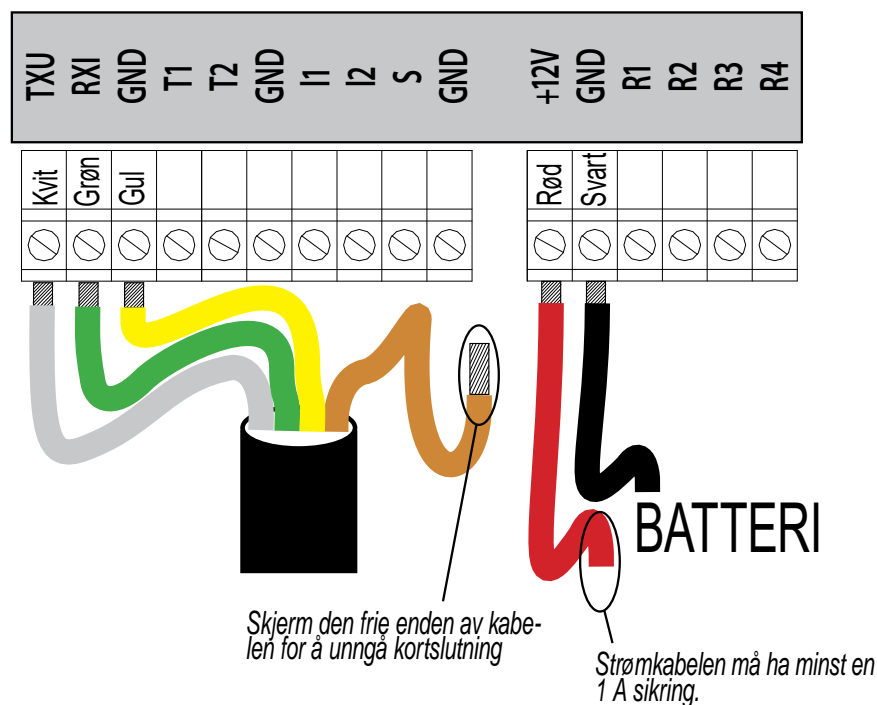 TXU RXI GND T1 T2 GND I1 I2 S GND +12V GND R1 R2 R3 R4
Kvit Grøn Gul Rød Svart
BATTERI
Skjerm den frie enden av kabe-
len for å unngå kortslutning
Strømkabelen må ha minst en
1 A sikring.